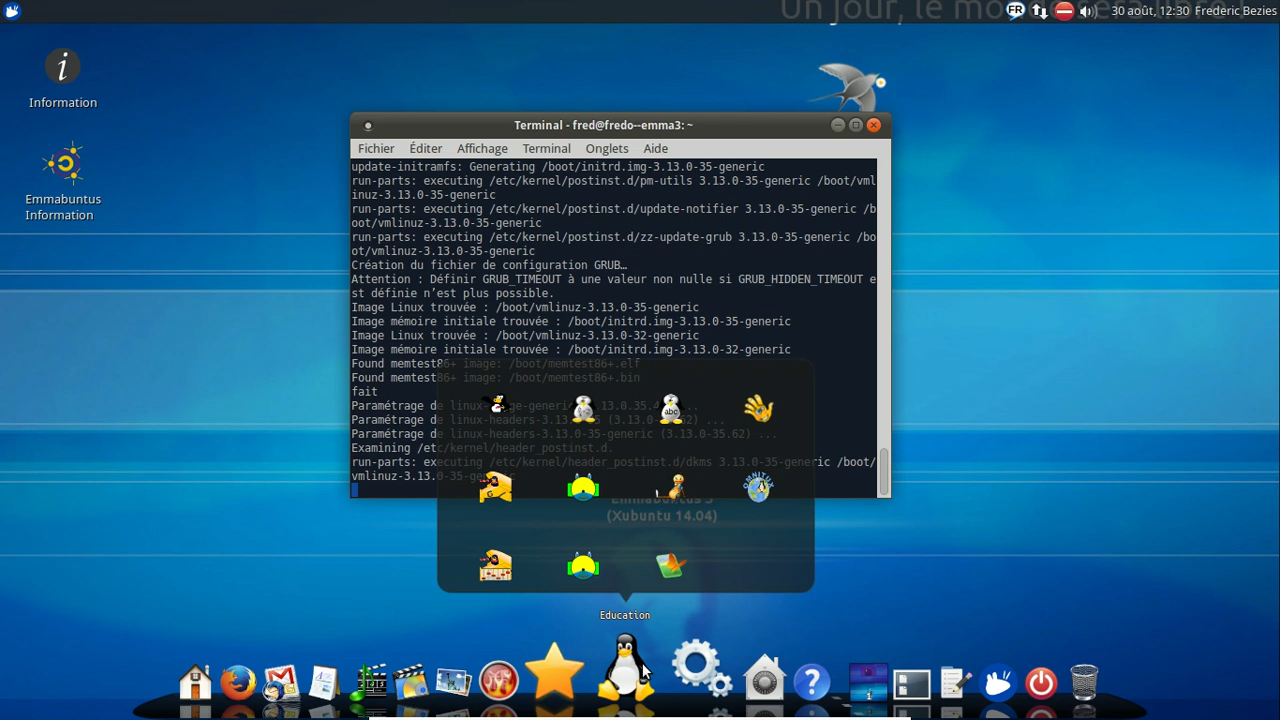 Un jour, le mo
FR
30 août, 12:30 Frederic Bezies
Information
Emmabuntus
Information
Terminal - fred@fredo--emma3: ~
Fichier Éditer Affichage Terminal Onglets Aide
update-initramfs: Generating /boot/initrd.img-3.13.0-35-generic
run-parts: executing /etc/kernel/postinst.d/pm-utils 3.13.0-35-generic /boot/vml
inuz-3.13.0-35-generic
run-parts: executing /etc/kernel/postinst.d/update-notifier 3.13.0-35-generic /b
oot/vmlinuz-3.13.0-35-generic
run-parts: executing /etc/kernel/postinst.d/zz-update-grub 3.13.0-35-generic /bo
ot/vmlinuz-3.13.0-35-generic
Création du fichier de configuration GRUB…
Attention : Définir GRUB_TIMEOUT à une valeur non nulle si GRUB_HIDDEN_TIMEOUT e
st définie n’est plus possible.
Image Linux trouvée : /boot/vmlinuz-3.13.0-35-generic
Image mémoire initiale trouvée : /boot/initrd.img-3.13.0-35-generic
Image Linux trouvée : /boot/vmlinuz-3.13.0-32-generic
Image mémoire initiale trouvée : /boot/initrd.img-3.13.0-32-generic
Found memtest86+ image: /boot/memtest86+.elf
Found memtest86+ image: /boot/memtest86+.bin
fait
Paramétrage de
Paramétrage de linux-headers-3.13
Paramétrage de linux-headers-3.13.0-35-generic (3.13.0-35.62) ...
Examining /etc/kernel/header_postinst.d.
run-parts: executing /etc/kernel/header_postinst.d/dkms 3.13.0-35-generic /boot/
vmlinuz-3.13.0-35-generic
abc
OMNITUX
(Xubuntu 14.04)
Education